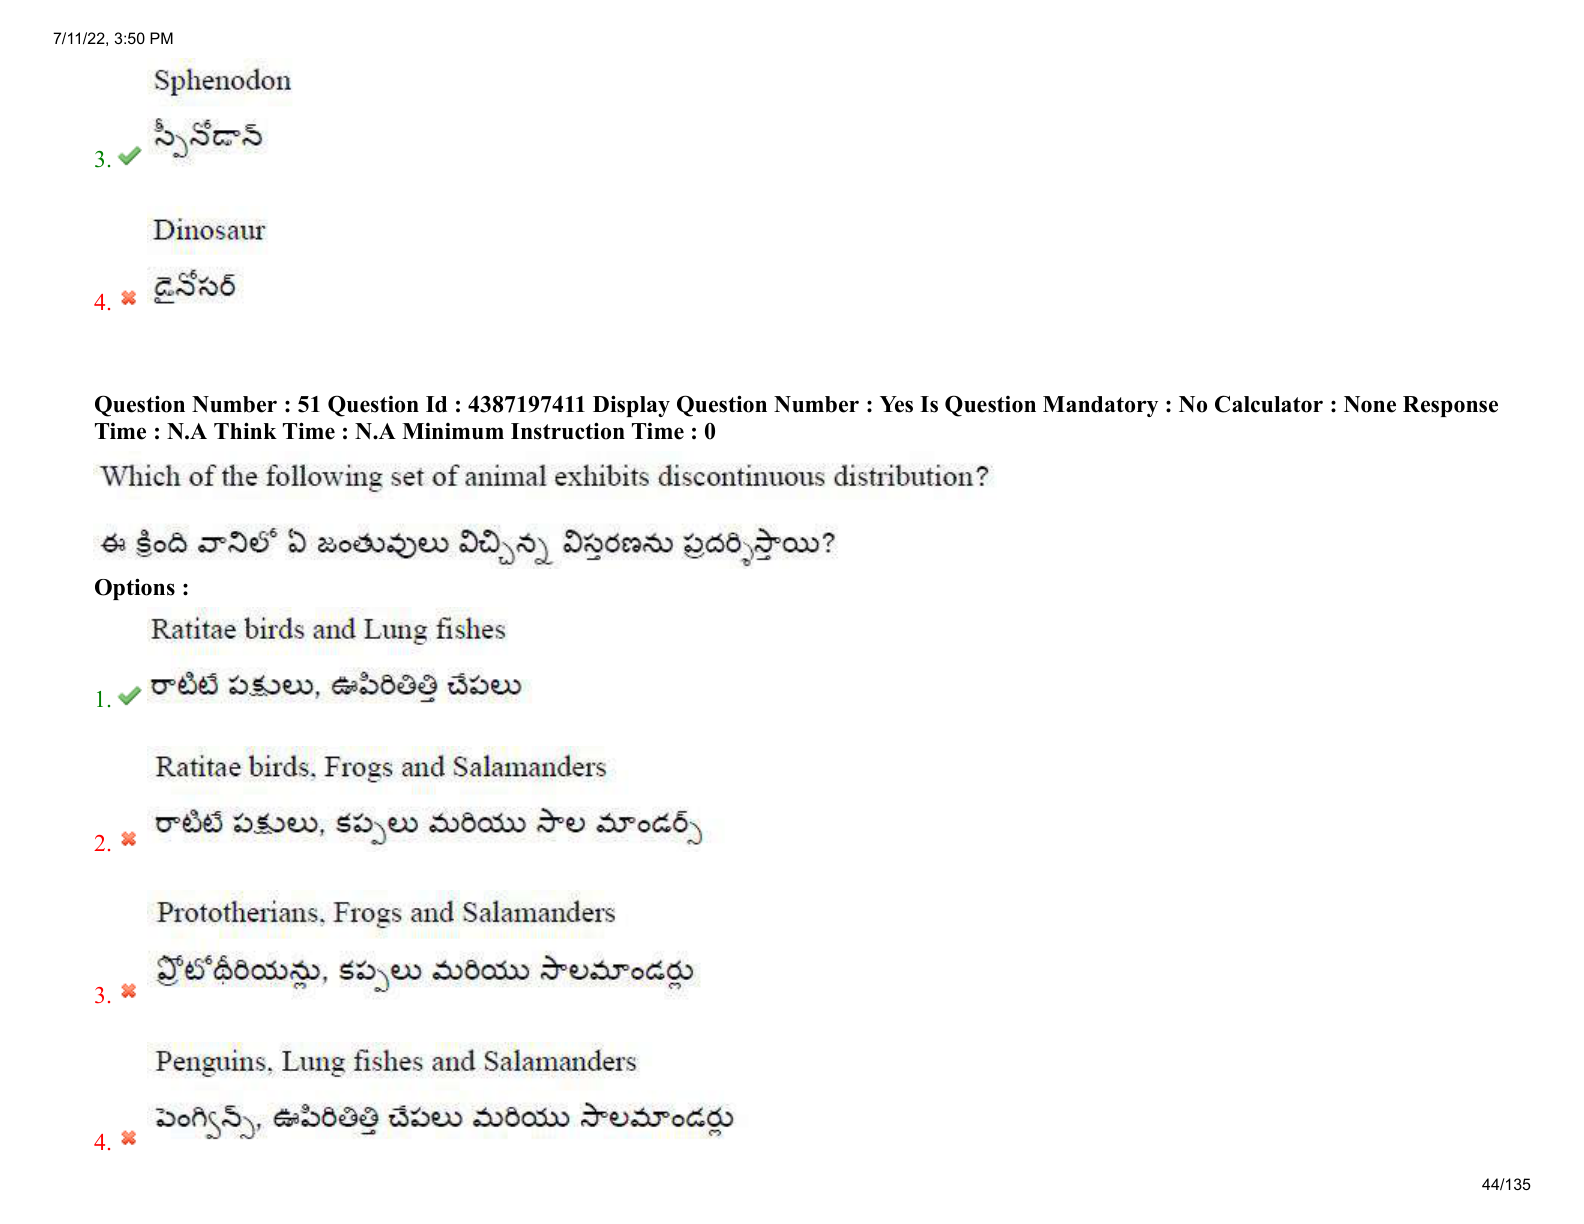 7/11/22, 3:50 PM
Sphenodon
స్ఫీనోడాన్
3.
Dinosaur
డైనోసర్
4.
Question Number : 51 Question Id : 4387197411 Display Question Number : Yes Is Question Mandatory : No Calculator : None Response
Time : N.A Think Time : N.A Minimum Instruction Time : 0
Which of the following set of animal exhibits discontinuous distribution?
ఈ క్రింది వానిలో ఏ జంతువులు విచ్చిన్న విస్తరణను ప్రదర్శిస్తాయి?
Options :
Ratitae birds and Lung fishes
రాటిటే పక్షులు, ఊపిరితిత్తి చేపలు
1.
Ratitae birds, Frogs and Salamanders
రాటిటే పక్షులు, కప్పలు మరియు సాల మాండర్స్
2.
Prototherians, Frogs and Salamanders
ప్రోటోథీరియన్లు, కప్పలు మరియు సాలమాండర్లు
3.
Penguins, Lung fishes and Salamanders
పెంగ్విన్స్, ఊపిరితిత్తి చేపలు మరియు సాలమాండర్లు
4.
44/135